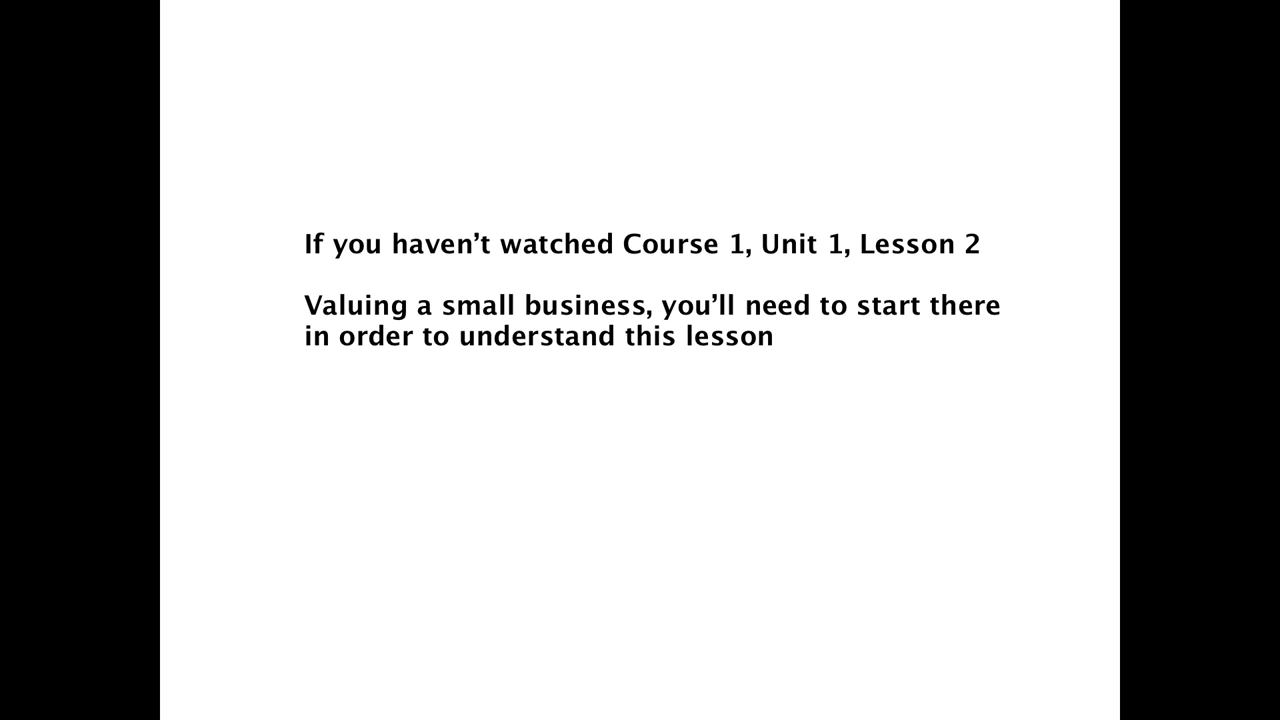 If you haven’t watched Course 1, Unit 1, Lesson 2
Valuing a small business, you’ll need to start there
in order to understand this lesson